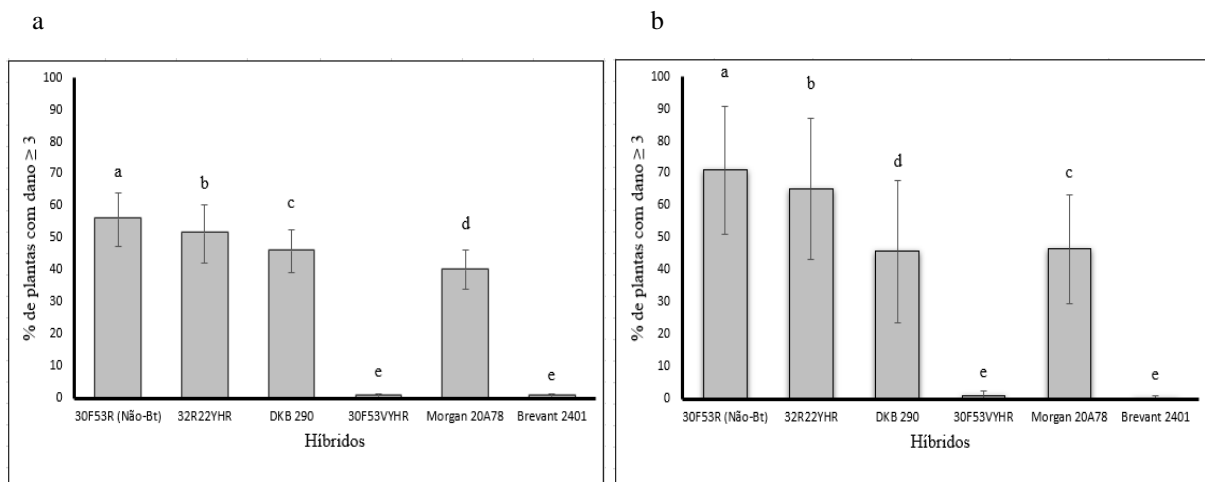 a
% de plantas com dano ≥ 3
100
90
80
70
60
50
40
30
20
10
0
a
b
c
e
d
e
30F53R (Não-Bt) 32R22YHR DKB 290 30F53VYHR Morgan 20A78 Brevant 2401
Híbridos
b
% de plantas com dano ≥ 3
100
90
80
70
60
50
40
30
20
10
0
a
b
d
e
c
e
30F53R (Não-Bt) 32R22YHR DKB 290 30F53VYHR Morgan 20A78 Brevant 2401
Híbridos